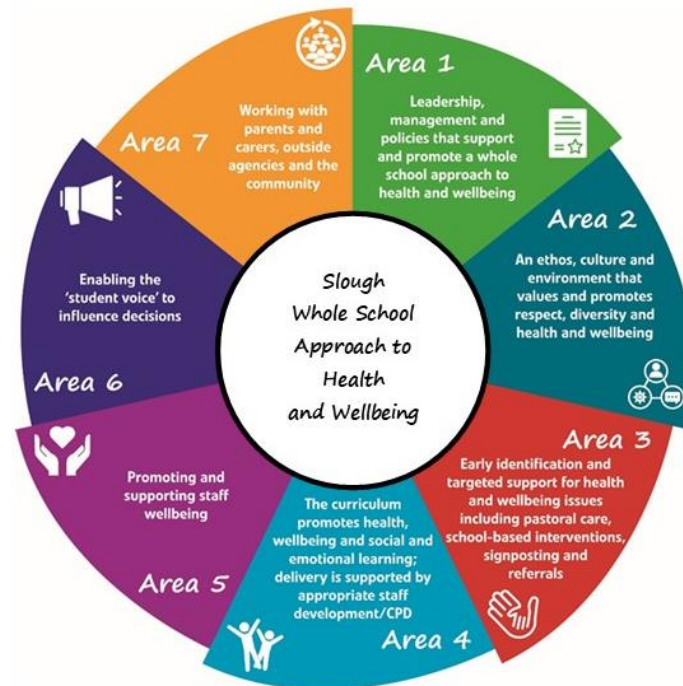 Slough
Whole School
Approach to
Health
and Wellbeing
Area 1
Leadership,
management and
policies that support
and promote a whole
school approach to
health and wellbeing
Area 2
An ethos, culture and
environment that
values and promotes
respect, diversity and
health and wellbeing
Area 3
Early identification and
targeted support for health
and wellbeing issues
including pastoral care,
school-based interventions,
signposting and
referrals
The curriculum
promotes health,
wellbeing and social and
emotional learning;
delivery is supported by
appropriate staff
development/CPD
Area 4
Promoting and
supporting staff
wellbeing
Area 5
Enabling the
'student voice' to
influence decisions
Area 6
Area 7
Working with
parents and
carers, outside
agencies and the
community